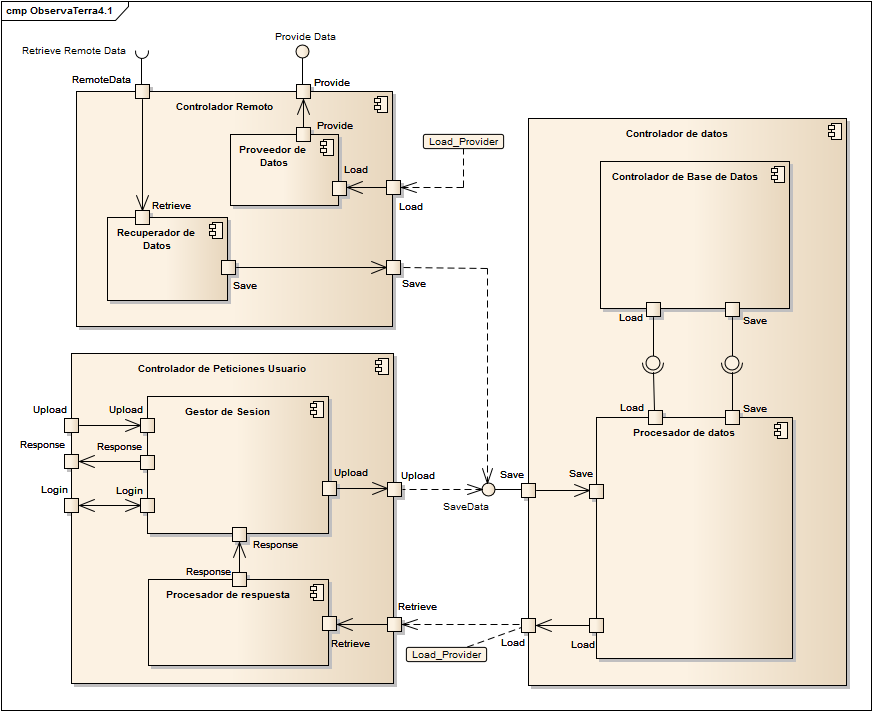 cmp ObservaTerra4.1
Provide Data
Retrieve Remote Data
RemoteData
Provide
Controlador Remoto
Provide
Proveedor de
Datos
Load
Load_Provider
Load
Retrieve
Recuperador de
Datos
Save
Save
Controlador de datos
Controlador de Base de Datos
Load
Save
Load
Save
Procesador de datos
Save
Save
SaveData
Load
Load
Controlador de Peticiones Usuario
Upload
Upload
Gestor de Sesion
Response
Response
Login
Login
Upload
Upload
Response
Response
Procesador de respuesta
Retrieve
Retrieve
Load_Provider